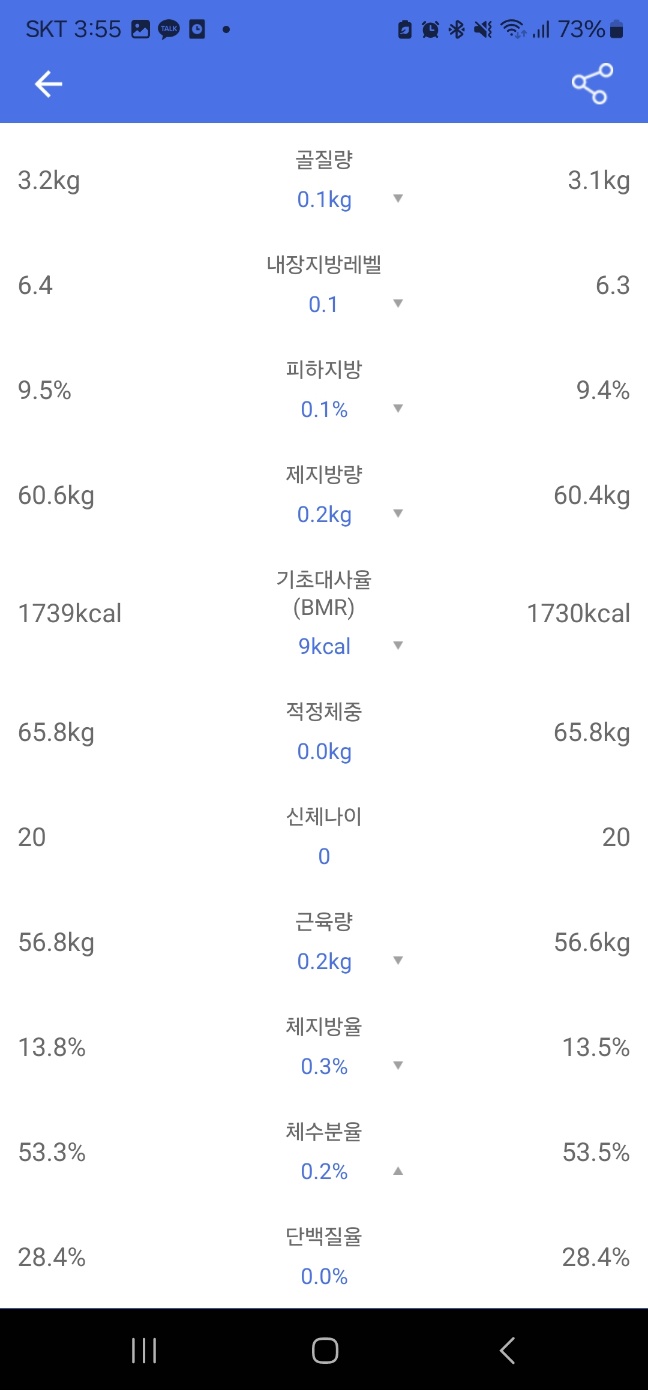 SKT 3:55 TALK 73%
골질량
3.2kg 0.1kg ▼ 3.1kg
내장지방레벨
6.4 0.1 ▼ 6.3
피하지방
9.5% 0.1% ▼ 9.4%
제지방량
60.6kg 0.2kg ▼ 60.4kg
기초대사율
(BMR)
1739kcal 9kcal ▼ 1730kcal
적정체중
65.8kg 0.0kg 65.8kg
신체나이
20 0 20
근육량
56.8kg 0.2kg ▼ 56.6kg
체지방율
13.8% 0.3% ▼ 13.5%
체수분율
53.3% 0.2% ▲ 53.5%
단백질율
28.4% 0.0% 28.4%